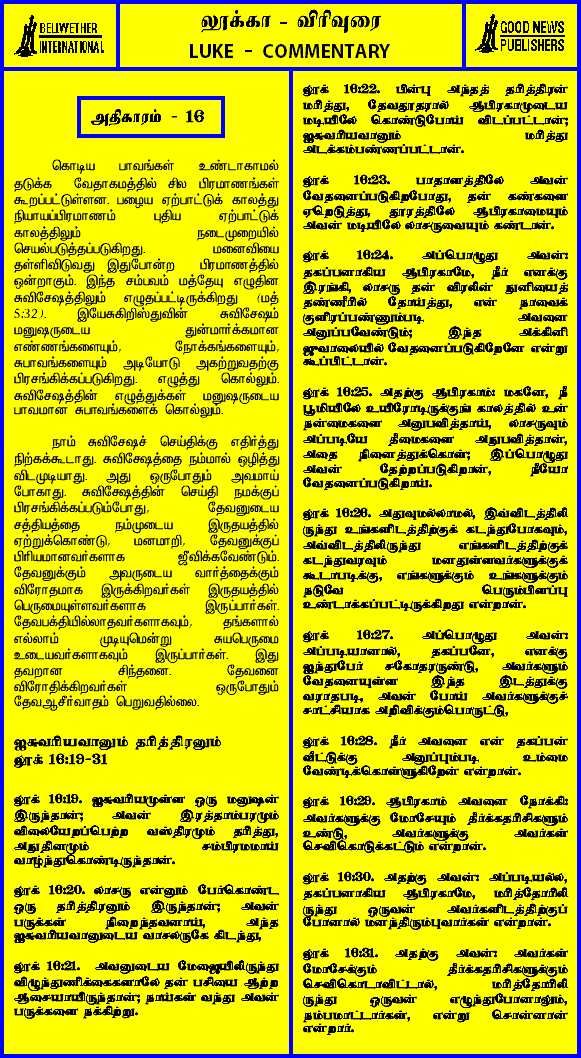 BELWETHER
INTERNATIONAL
லூக்கா - விரிவுரை
LUKE - COMMENTARY
GOOD NEWS
PUBLISHERS
அதிகாரம் - 16
கொடிய பாவங்கள் உண்டாகாமல்
தடுக்க வேதாகமத்தில் சில பிரமாணங்கள்
கூறப்பட்டுள்ளன. பழைய ஏற்பாட்டுக் காலத்து
நியாயப்பிரமாணம் புதிய ஏற்பாட்டுக்
காலத்திலும் நடைமுறையில்
செயல்படுத்தப்படுகிறது. மனைவியை
தள்ளிவிடுவது இதுபோன்ற பிரமாணத்தில்
ஒன்றாகும். இந்த சம்பவம் மத்தேயு எழுதின
சுவிசேஷத்திலும் எழுதப்பட்டிருக்கிறது (மத்
5:32). இயேசுகிறிஸ்துவின் சுவிசேஷம்
மனுஷருடைய துன்மார்க்கமான
எண்ணங்களையும், நோக்கங்களையும்,
சுபாவங்களையும் அடியோடு அகற்றுவதற்கு
பிரசங்கிக்கப்படுகிறது. எழுத்து கொல்லும்.
சுவிசேஷத்தின் எழுத்துக்கள் மனுஷருடைய
பாவமான சுபாவங்களைக் கொல்லும்.
நாம் சுவிசேஷச் செய்திக்கு எதிர்த்து
நிற்கக்கூடாது. சுவிசேஷத்தை நம்மால் ஒழித்து
விடமுடியாது. அது ஒருபோதும் அவமாய்
போகாது. சுவிசேஷத்தின் செய்தி நமக்குப்
பிரசங்கிக்கப்படும்போது, தேவனுடைய
சத்தியத்தை நம்முடைய இருதயத்தில்
ஏற்றுக்கொண்டு, மனமாறி, தேவனுக்குப்
பிரியமானவர்களாக ஜீவிக்கவேண்டும்.
தேவனுக்கும் அவருடைய வார்த்தைக்கும்
விரோதமாக இருக்கிறவர்கள் இருதயத்தில்
பெருமையுள்ளவர்களாக இருப்பார்கள்.
தேவபக்தியில்லாதவர்களாகவும், தங்களால்
எல்லாம் முடியுமென்று சுயபெருமை
உடையவர்களாகவும் இருப்பார்கள். இது
தவறான சிந்தனை. தேவனை
விரோதிக்கிறவர்கள் ஒருபோதும்
தேவஆசீர்வாதம் பெறுவதில்லை.
ஐசுவரியவானும் தரித்திரனும்
லூக் 16:19-31
லூக் 16:19. ஐசுவரியமுள்ள ஒரு மனுஷன்
இருந்தான்; அவன் இரத்தாம்பரமும்
விலையேறப்பெற்ற வஸ்திரமும் தரித்து,
அநுதினமும் சம்பிரமமாய்
வாழ்ந்துகொண்டிருந்தான்.
லூக் 16:20. லாசரு என்னும் பேர்கொண்ட
ஒரு தரித்திரனும் இருந்தான்; அவன்
பருக்கள் நிறைந்தவனாய், அந்த
ஐசுவரியவானுடைய வாசலருகே கிடந்து,
லூக் 16:21. அவனுடைய மேஜையிலிருந்து
விழுந்துணிக்கைகளாலே தன் பசியை ஆற்ற
ஆசையாயிருந்தான்; நாய்கள் வந்து அவன்
பருக்களை நக்கிற்று.
லூக் 16:22. பின்பு அந்தத் தரித்திரன்
மரித்து, தேவதூதரால் ஆபிரகாமுடைய
மடியிலே கொண்டுபோய் விடப்பட்டான்;
ஐசுவரியவானும் மரித்து
அடக்கம்பண்ணப்பட்டான்.
லூக் 16:23. பாதாளத்திலே அவன்
வேதனைப்படுகிறபோது, தன் கண்களை
ஏறெடுத்து, தூரத்திலே ஆபிரகாமையும்
அவன் மடியிலே லாசருவையும் கண்டான்.
லூக் 16:24. அப்பொழுது அவன்:
தகப்பனாகிய ஆபிரகாமே, நீர் எனக்கு
இரங்கி, லாசரு தன் விரலின் நுனியைத்
தண்ணீரில் தோய்த்து, என் நாவைக்
குளிரப்பண்ணும்படி அவனை
அனுப்பவேண்டும்; இந்த அக்கினி
ஜுவாலையில் வேதனைப்படுகிறேனே என்று
கூப்பிட்டான்.
லூக் 16:25. அதற்கு ஆபிரகாம்: மகனே, நீ
பூமியிலே உயிரோடிருக்குங் காலத்தில் உன்
நன்மைகளை அனுபவித்தாய், லாசருவும்
அப்படியே தீமைகளை அநுபவித்தான்,
அதை நினைத்துக்கொள்; இப்பொழுது
அவன் தேற்றப்படுகிறான், நீயோ
வேதனைப்படுகிறாய்.
லூக் 16:26. அதுவுமல்லாமல், இவ்விடத்திலி
ருந்து உங்களிடத்திற்குக் கடந்துபோகவும்,
அவ்விடத்திலிருந்து எங்களிடத்திற்குக்
கடந்துவரவும் மனதுள்ளவர்களுக்குக்
கூடாபடிக்கு, எங்களுக்கும் உங்களுக்கும்
நடுவே பெரும்பிளப்பு
உண்டாக்கப்பட்டிருக்கிறது என்றான்.
லூக் 16:27. அப்பொழுது அவன்:
அப்படியானால், தகப்பனே, எனக்கு
ஐந்துபேர் சகோதரருண்டு, அவர்களும்
வேதனையுள்ள இந்த இடத்துக்கு
வராதபடி, அவன் போய் அவர்களுக்குச்
சாட்சியாக அறிவிக்கும்பொருட்டு,
லூக் 16:28. நீர் அவனை என் தகப்பன்
வீட்டுக்கு அனுப்பும்படி உம்மை
வேண்டிக்கொள்ளுகிறேன் என்றான்.
லூக் 16:29. ஆபிரகாம் அவனை நோக்கி:
அவர்களுக்கு மோசேயும் தீர்க்கதரிசிகளும்
உண்டு, அவர்களுக்கு அவர்கள்
செவிகொடுக்கட்டும் என்றான்.
லூக் 16:30. அதற்கு அவன்: அப்படியல்ல,
தகப்பனாகிய ஆபிரகாமே, மரித்தோரிலி
ருந்து ஒருவன் அவர்களிடத்திற்குப்
போனால் மனந்திரும்புவார்கள் என்றான்.
லூக் 16:31. அதற்கு அவன்: அவர்கள்
மோசேக்கும் தீர்க்கதரிசிகளுக்கும்
செவிகொடாவிட்டால், மரித்தோரிலி
ருந்து ஒருவன் எழுந்துபோனாலும்,
நம்பமாட்டார்கள், என்று சொன்னான்
என்றார்.